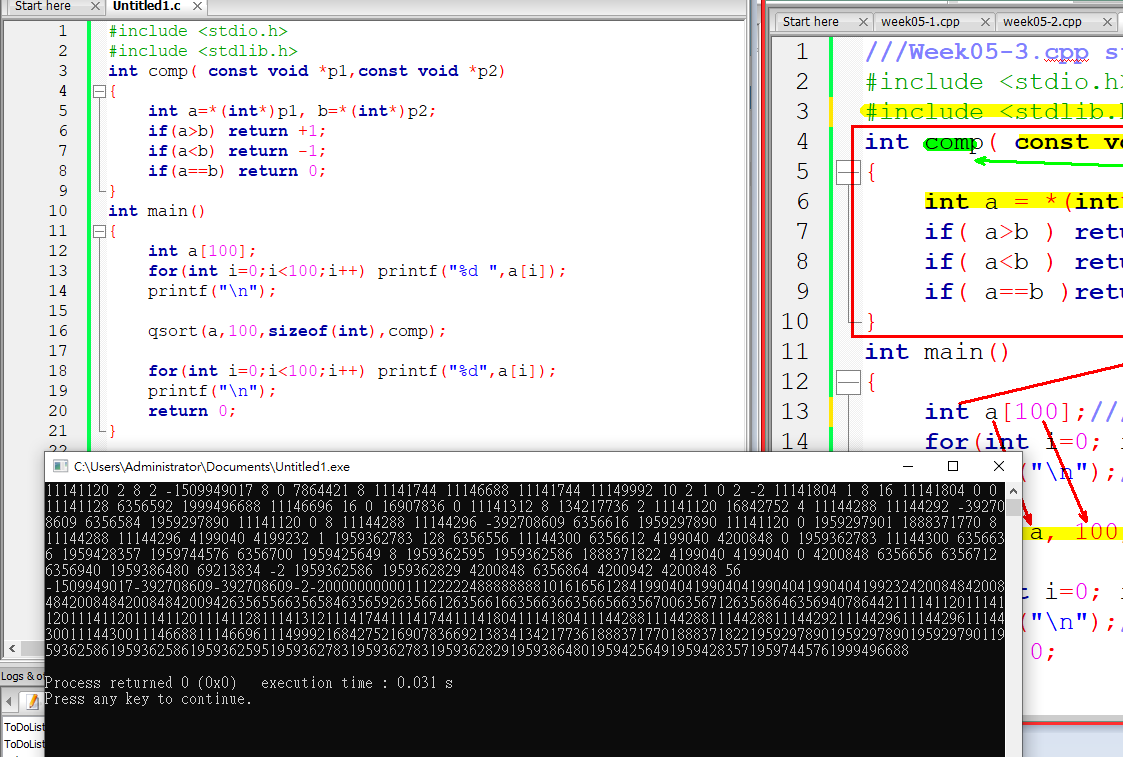 Start here × Untitled1.c ×
1 #include <stdio.h>
2 #include <stdlib.h>
3 int comp( const void *p1,const void *p2)
4 {
5 int a=*(int*)p1, b=*(int*)p2;
6 if(a>b) return +1;
7 if(a<b) return -1;
8 if(a==b) return 0;
9 }
10 int main()
11 {
12 int a[100];
13 for(int i=0;i<100;i++) printf("%d ",a[i]);
14 printf("\n");
15
16 qsort(a,100,sizeof(int),comp);
17
18 for(int i=0;i<100;i++) printf("%d",a[i]);
19 printf("\n");
20 return 0;
21 }
Start here × week05-1.cpp × week05-2.cpp ×
1 ///Week05-3.cpp
2 #include <stdio.h>
3 #include <stdlib.
4 int comp( const
5 {
6 int a = *(int
7 if( a>b )
8 if( a<b )
9 if( a==b )
10 }
11 int main()
12 {
13 int a[100];//
14 for(int i=0;
("\n");
a, 100
i=0;
("\n");
0;
Logs & o
ToDoList
ToDoList
C:\Users\Administrator\Documents\Untitled1.exe
11141120 2 8 2 -1509949017 8 0 7864421 8 11141744 11146688 11141744 11149992 10 2 1 0 2 -2 11141804 1 8 16 11141804 0 0
11141128 6356592 1999496688 11146696 16 0 16907836 0 11141312 8 134217736 2 11141120 16842752 4 11144288 11144292 -39270
8609 6356584 1959297890 11141120 0 8 11144288 11144296 -392708609 6356616 1959297890 11141120 0 1959297901 1888371770 8
11144288 11144296 4199040 4199232 1 1959362783 128 6356556 11144300 6356612 4199040 4200848 0 1959362783 11144300 635663
6 1959428357 1959744576 6356700 1959425649 8 1959362595 1959362586 1888371822 4199040 4199040 0 4200848 6356656 6356712
6356940 1959386480 69213834 -2 1959362586 1959362829 4200848 6356864 4200942 4200848 56
Process returned 0 (0x0) execution time : 0.031 s
Press any key to continue.